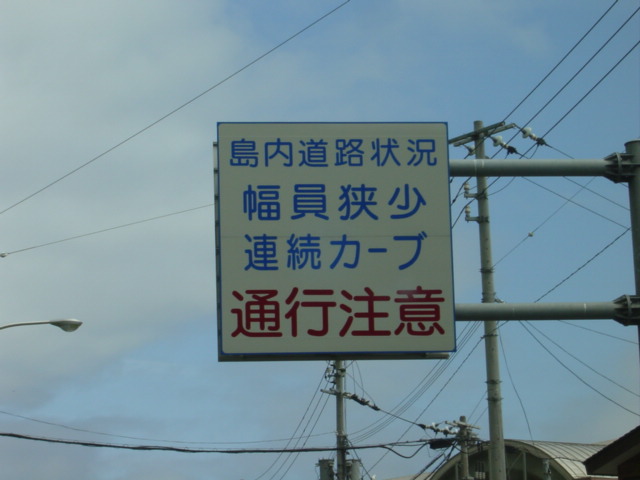 島内道路状況
幅員狭少
連続カーブ
通行注意